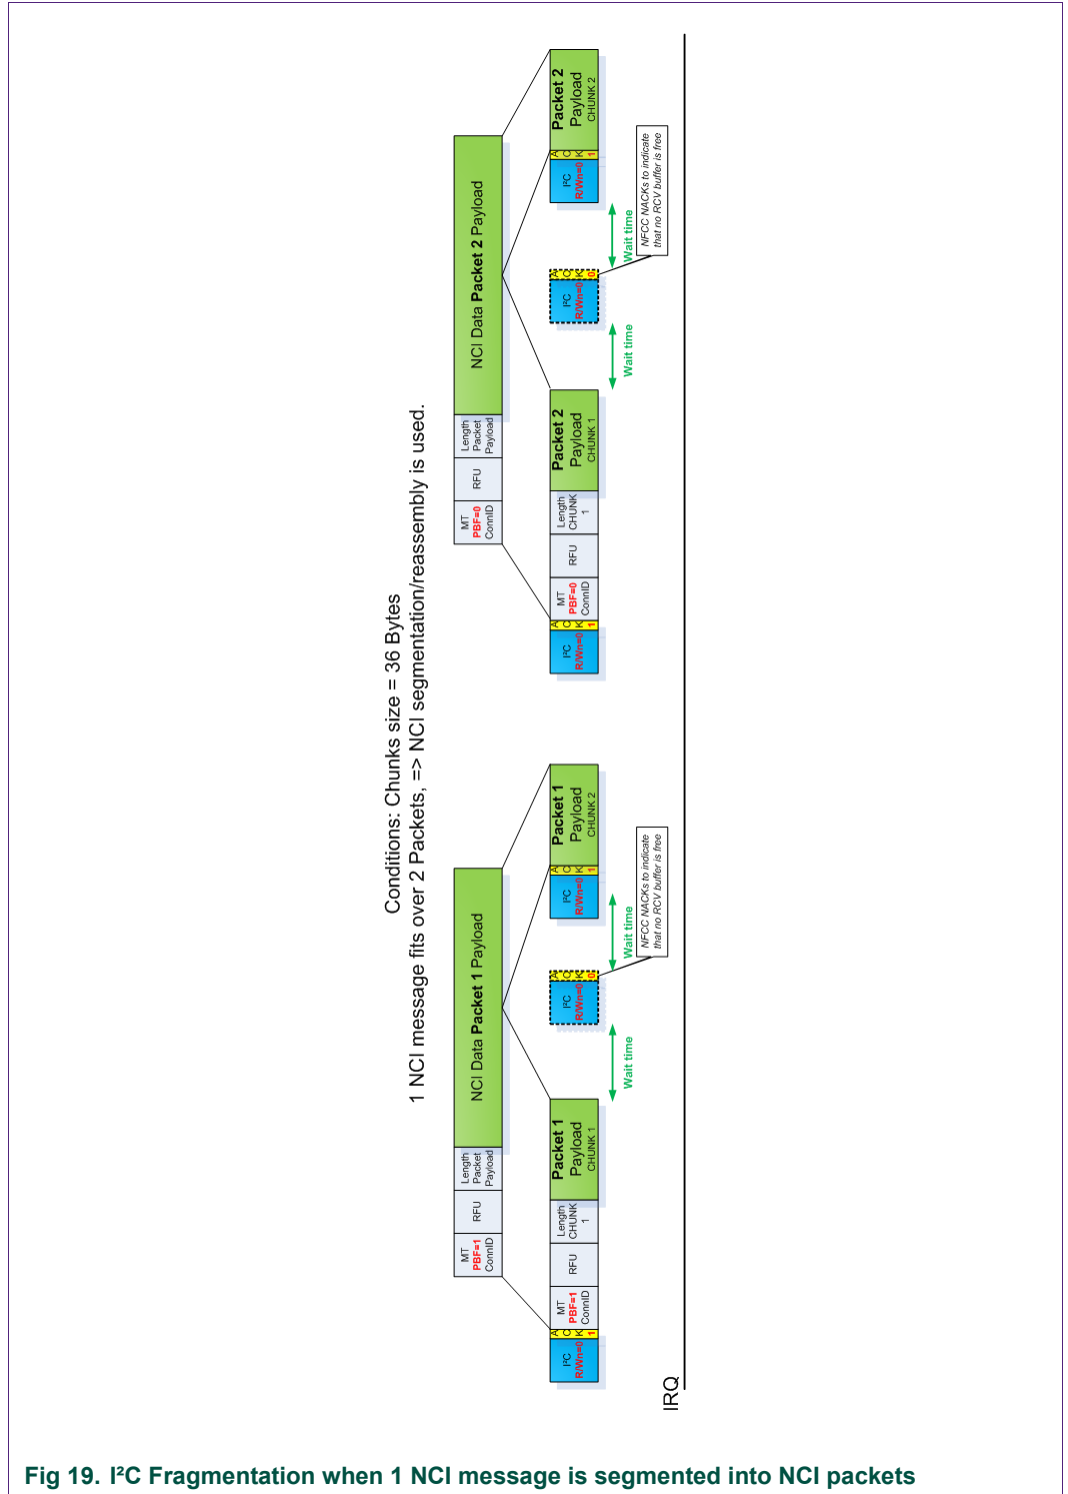 Conditions: Chunks size = 36 Bytes
1 NCI message fits over 2 Packets, => NCI segmentation/reassembly is used.
MT
PBF=1
ConnID
RFU
Length
Packet
Payload
NCI Data Packet 1 Payload
MT
PBF=0
ConnID
RFU
Length
Packet
Payload
NCI Data Packet 2 Payload
I²C
R/Wn=0
A
C
K
1
MT
PBF=1
ConnID
RFU
Length
CHUNK
1
Packet 1
Payload
CHUNK 1
Wait time
I²C
R/Wn=0
A
C
K
0
Wait time
I²C
R/Wn=0
A
C
K
1
Packet 1
Payload
CHUNK 2
NFCC NACKs to indicate
that no RCV buffer is free
I²C
R/Wn=0
A
C
K
1
MT
PBF=0
ConnID
RFU
Length
CHUNK
1
Packet 2
Payload
CHUNK 1
Wait time
I²C
R/Wn=0
A
C
K
0
Wait time
I²C
R/Wn=0
A
C
K
1
Packet 2
Payload
CHUNK 2
NFCC NACKs to indicate
that no RCV buffer is free
IRQ
Fig 19. I²C Fragmentation when 1 NCI message is segmented into NCI packets